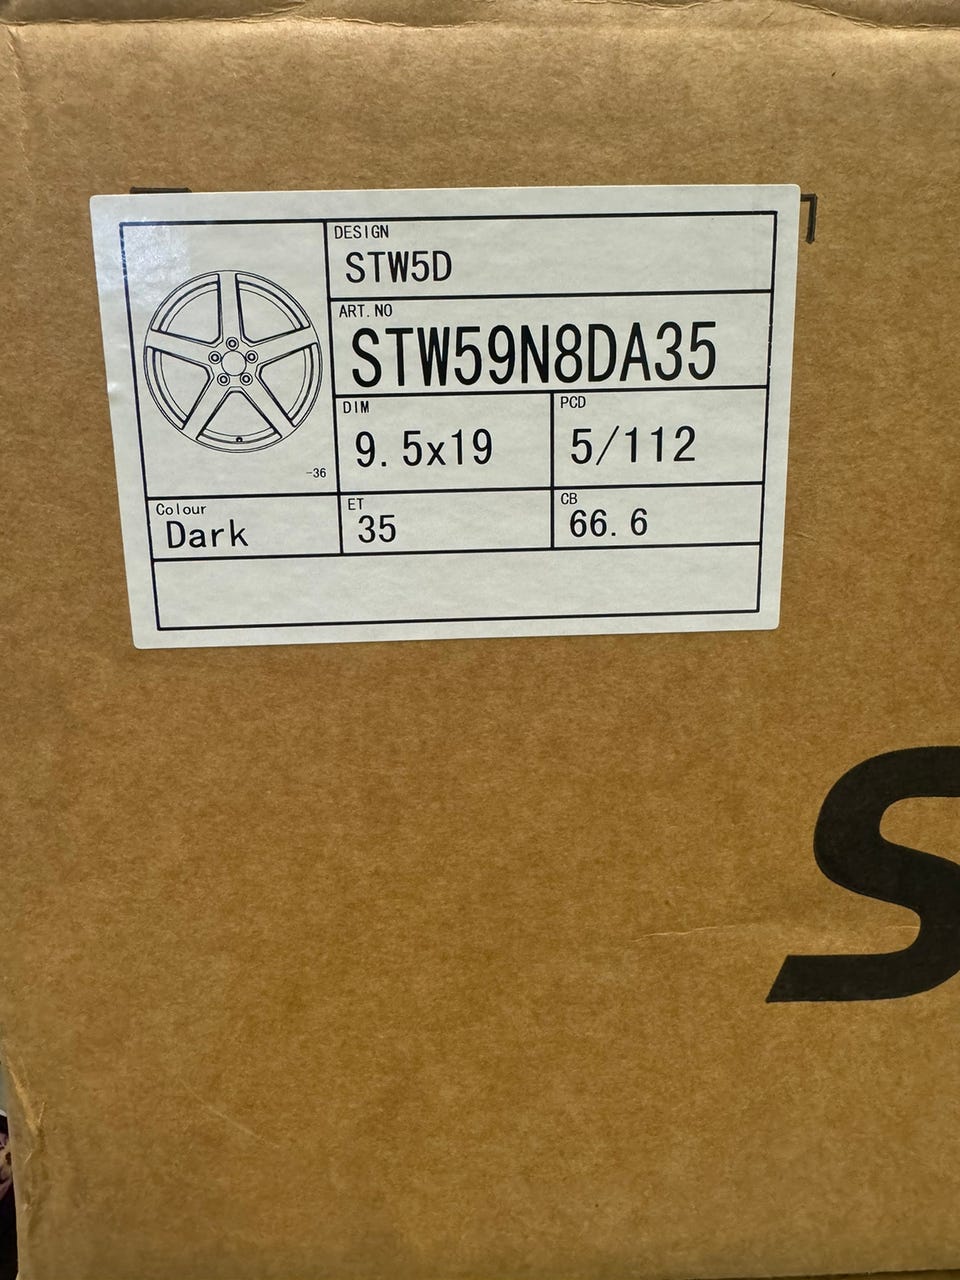 DESIGN
STW5D
ART. NO
STW59N8DA35
DIM
9. 5x19
PCD
5/112
-36
Colour
Dark
ET
35
CB
66. 6
S